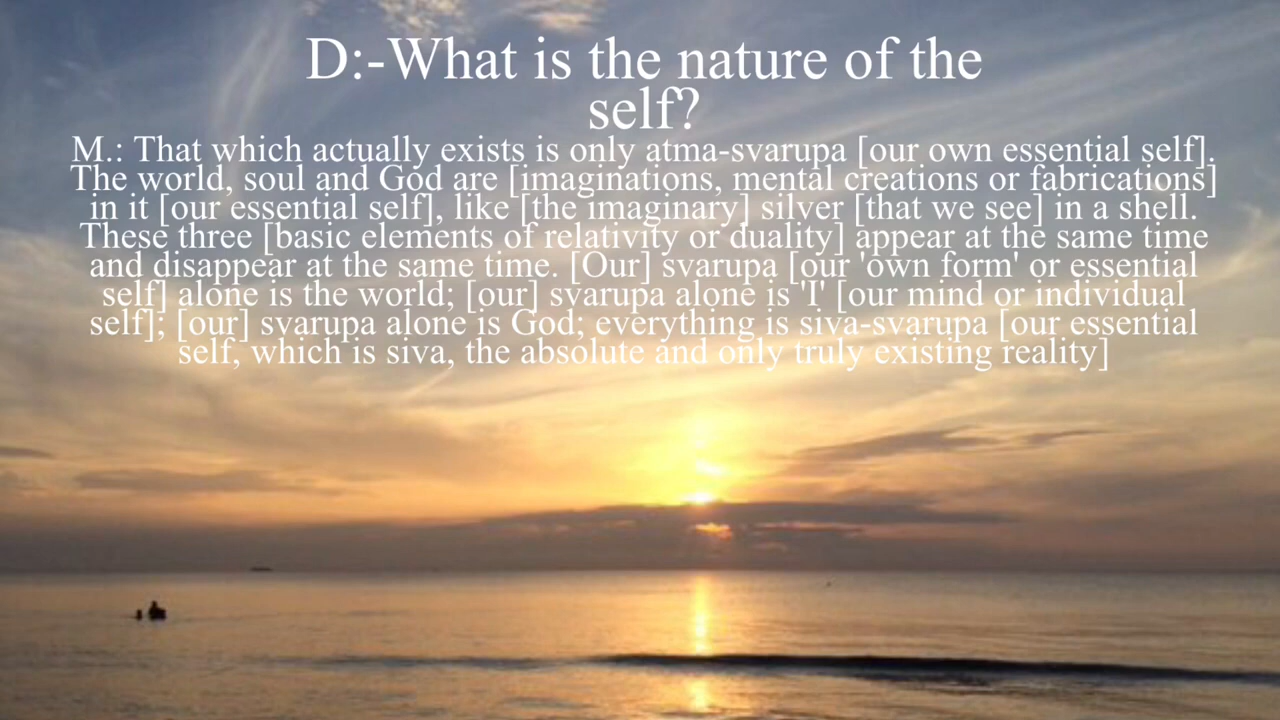 D:-What is the nature of the
self?
M.: That which actually exists is only atma-svarupa [our own essential self].
The world, soul and God are [imaginations, mental creations or fabrications]
in it [our essential self], like [the imaginary] silver [that we see] in a shell.
These three [basic elements of relativity or duality] appear at the same time
and disappear at the same time. [Our] svarupa [our 'own form' or essential
self] alone is the world; [our] svarupa alone is 'I' [our mind or individual
self]; [our] svarupa alone is God; everything is siva-svarupa [our essential
self, which is siva, the absolute and only truly existing reality]